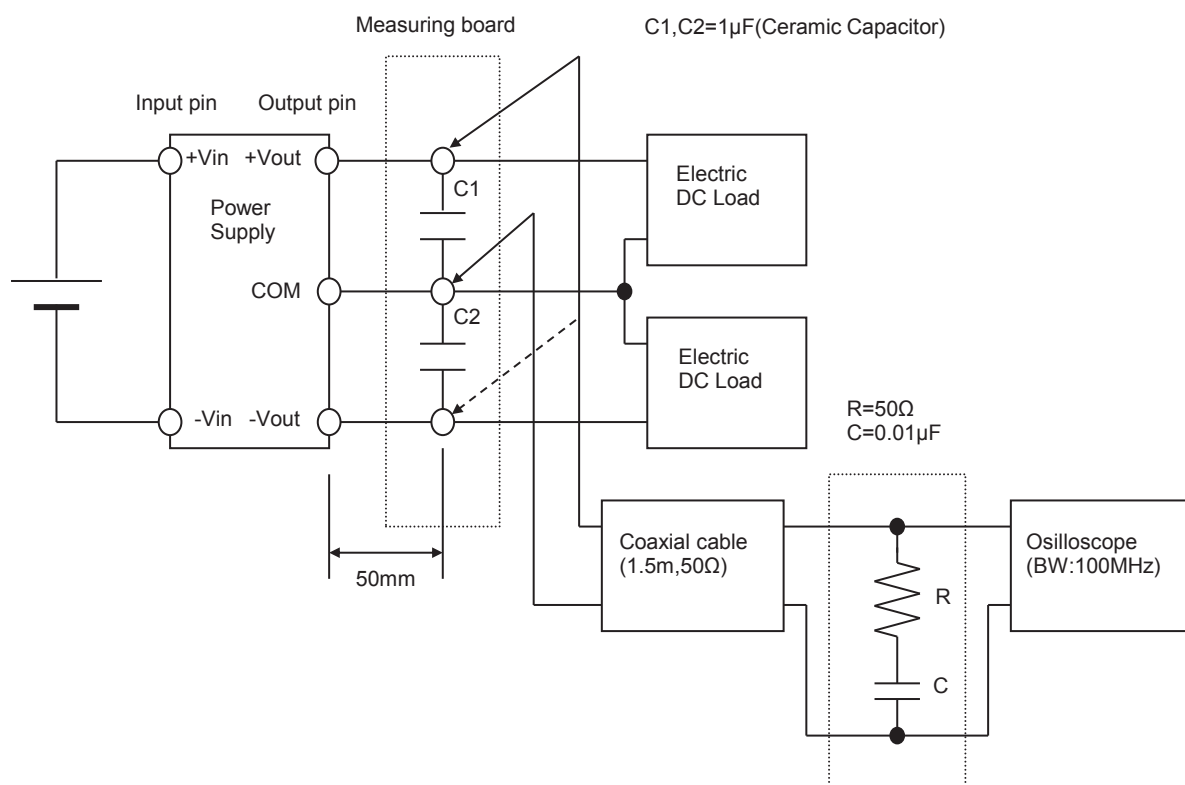 Measuring board
C1,C2=1μF(Ceramic Capacitor)
Input pin
Output pin
+Vin
+Vout
C1
Electric
DC Load
Power
Supply
COM
C2
Electric
DC Load
-Vin
-Vout
R=50Ω
C=0.01μF
50mm
Coaxial cable
(1.5m,50Ω)
R
C
Osilloscope
(BW:100MHz)